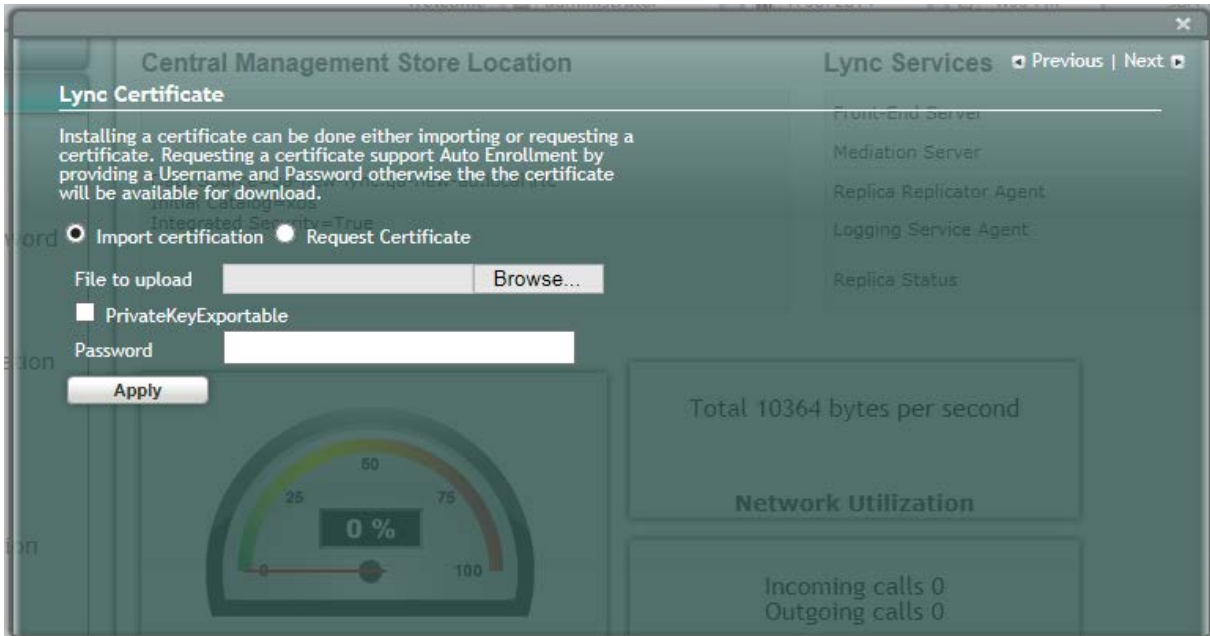 Central Management Store Location
Lync Services
Previous | Next
Lync Certificate
Front-End Server
Installing a certificate can be done either importing or requesting a
certificate. Requesting a certificate support Auto Enrollment by
providing a Username and Password otherwise the the certificate
will be available for download.
Mediation Server
Replica Replicator Agent
Initial Catalog=xds
Integrated Security=True
Logging Service Agent
Import certification
Request Certificate
File to upload
Browse...
Replica Status
PrivateKeyExportable
Password
Apply
Total 10364 bytes per second
50
25
75
0 %
0
100
Network Utilization
Incoming calls 0
Outgoing calls 0